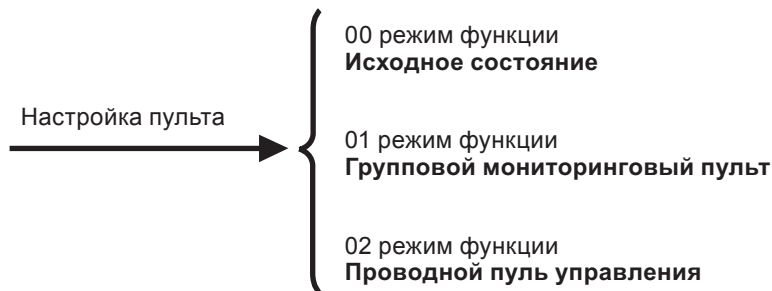 Настройка пульта
00 режим функции
Исходное состояние
01 режим функции
Групповой мониторинговый пульт
02 режим функции
Проводной пуль управления